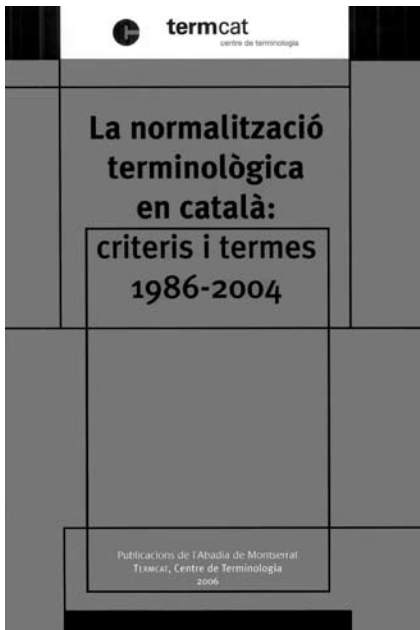 termcat
centre de terminologia
La normalització
terminològica
en català:
criteris i termes
1986-2004
Publicacions de l'Abadia de Montserrat
TERMCAT, Centre de Terminologia
2006